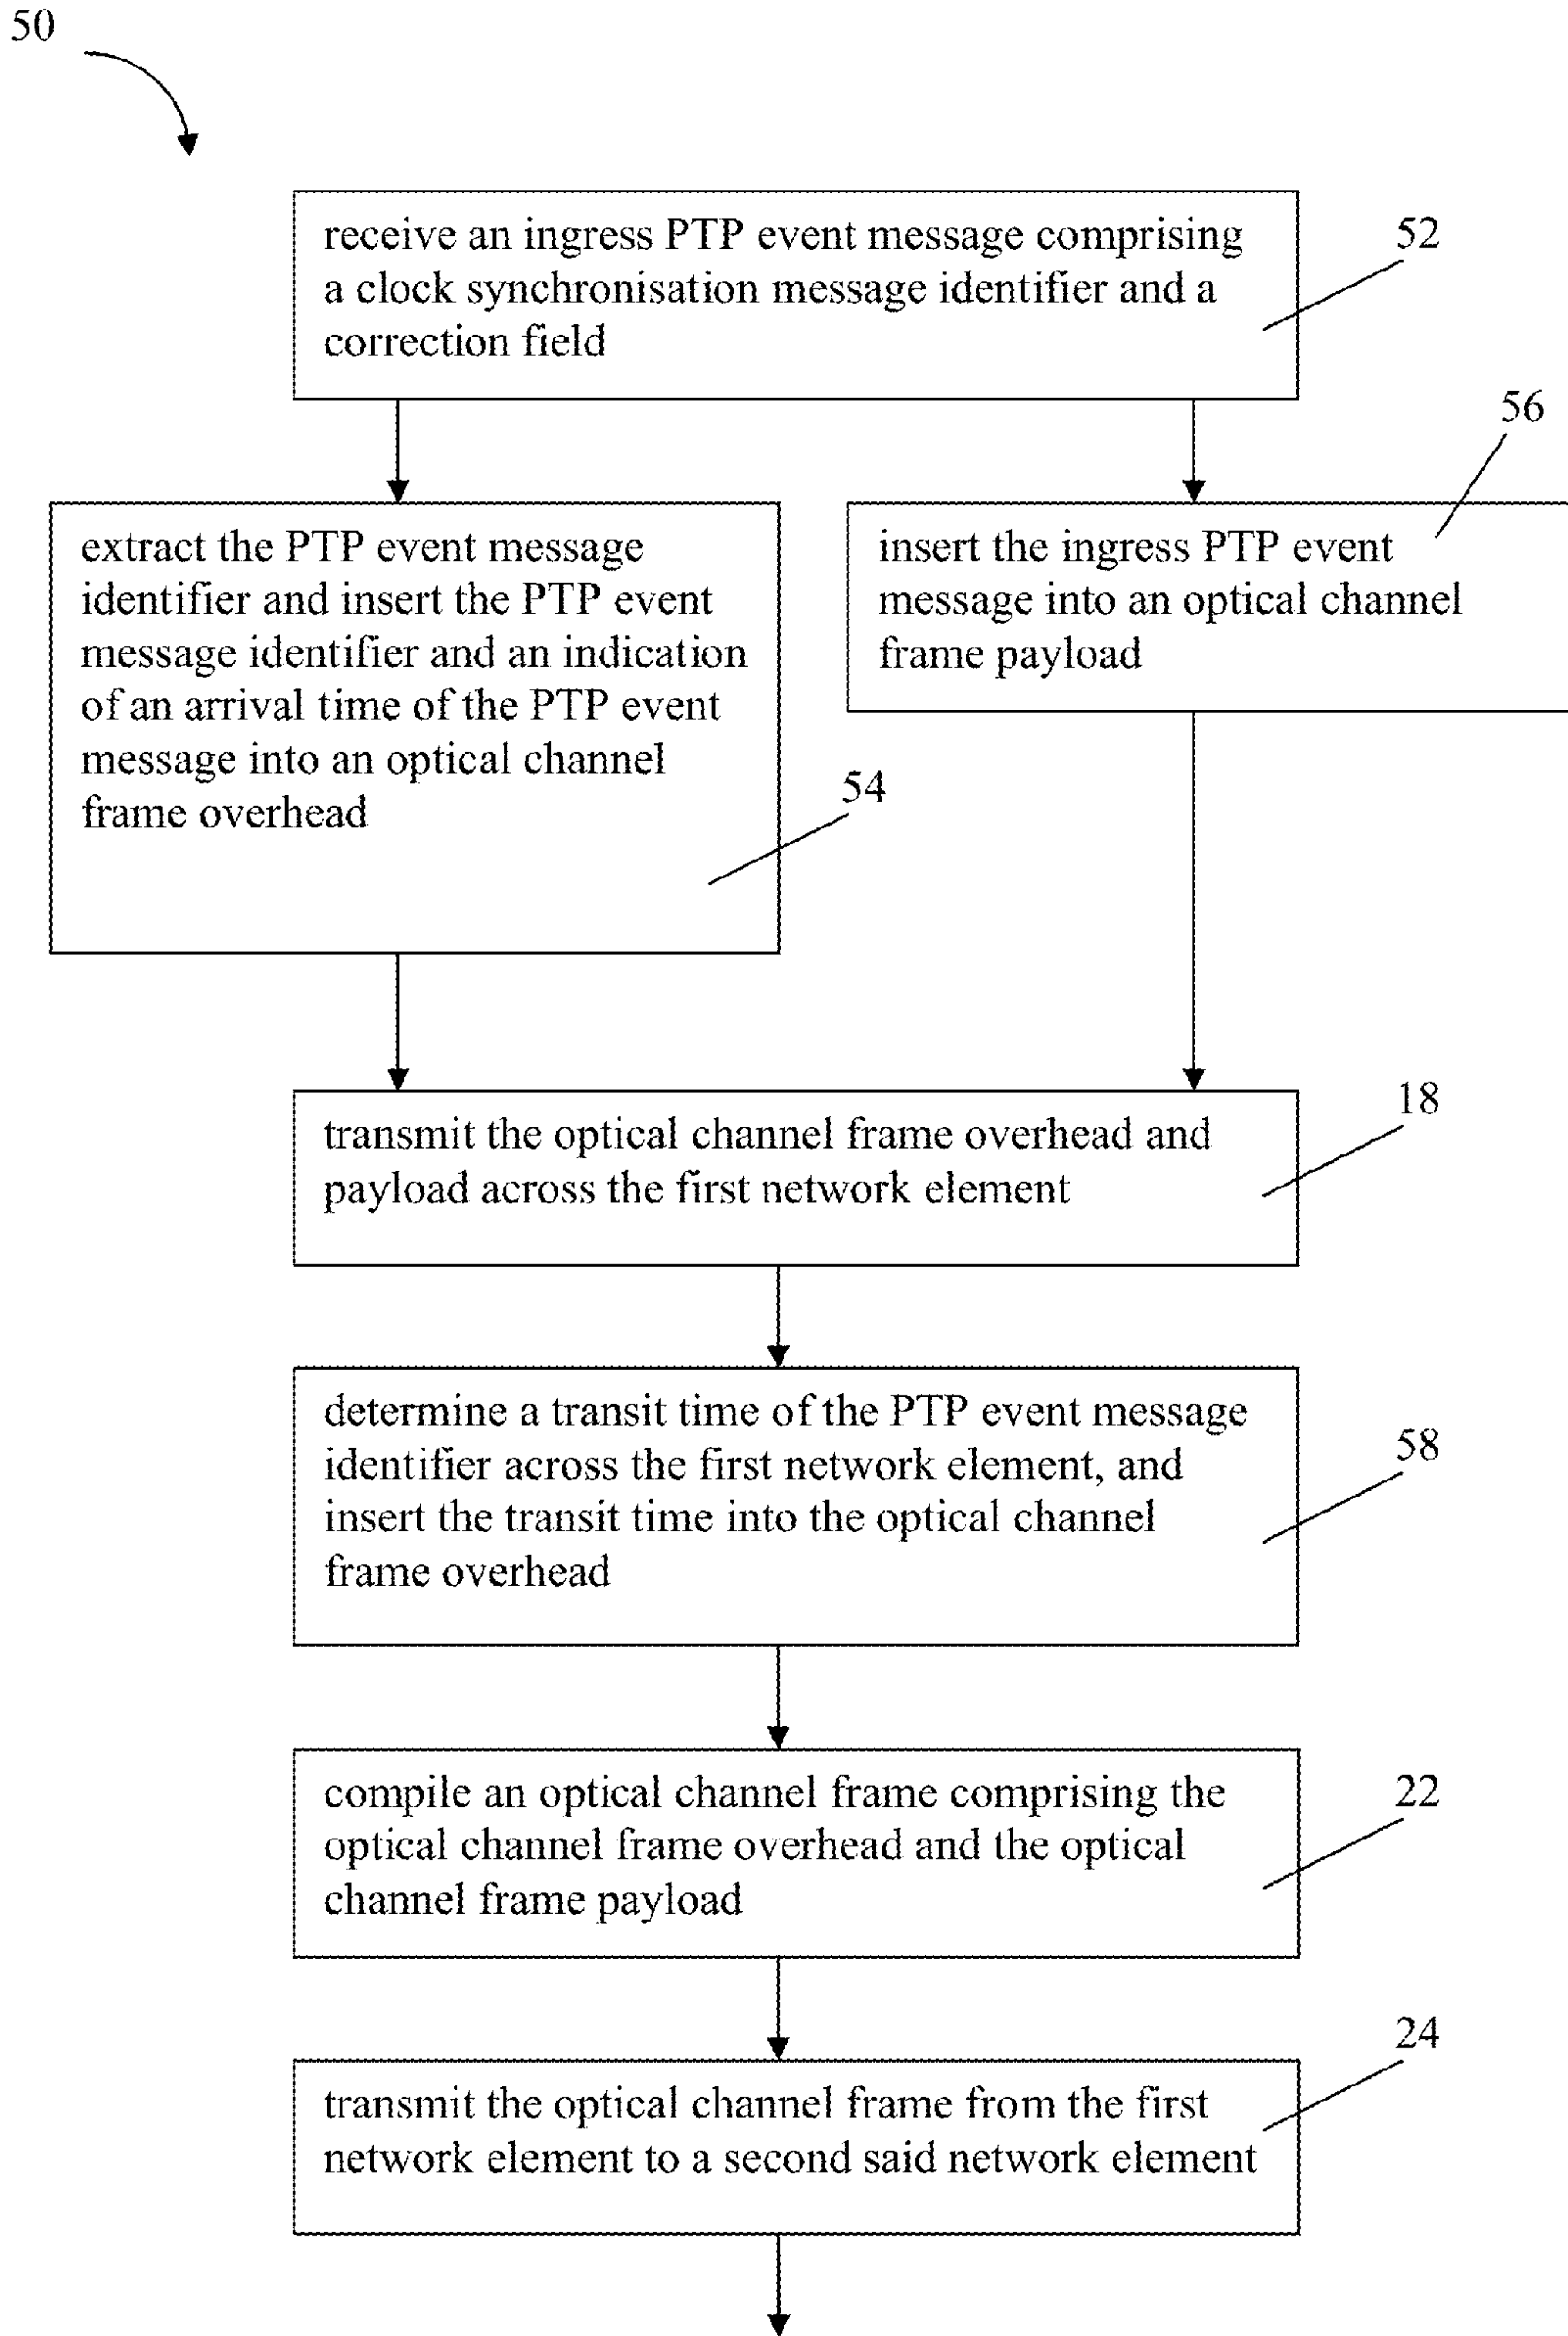 50
receive an ingress PTP event message comprising
a clock synchronisation message identifier and a
correction field
52
56
extract the PTP event message
identifier and insert the PTP event
message identifier and an indication
of an arrival time of the PTP event
message into an optical channel
frame overhead
54
insert the ingress PTP event
message into an optical channel
frame payload
18
transmit the optical channel frame overhead and
payload across the first network element
determine a transit time of the PTP event message
identifier across the first network element, and
insert the transit time into the optical channel
frame overhead
58
compile an optical channel frame comprising the
optical channel frame overhead and the optical
channel frame payload
22
24
transmit the optical channel frame from the first
network element to a second said network element